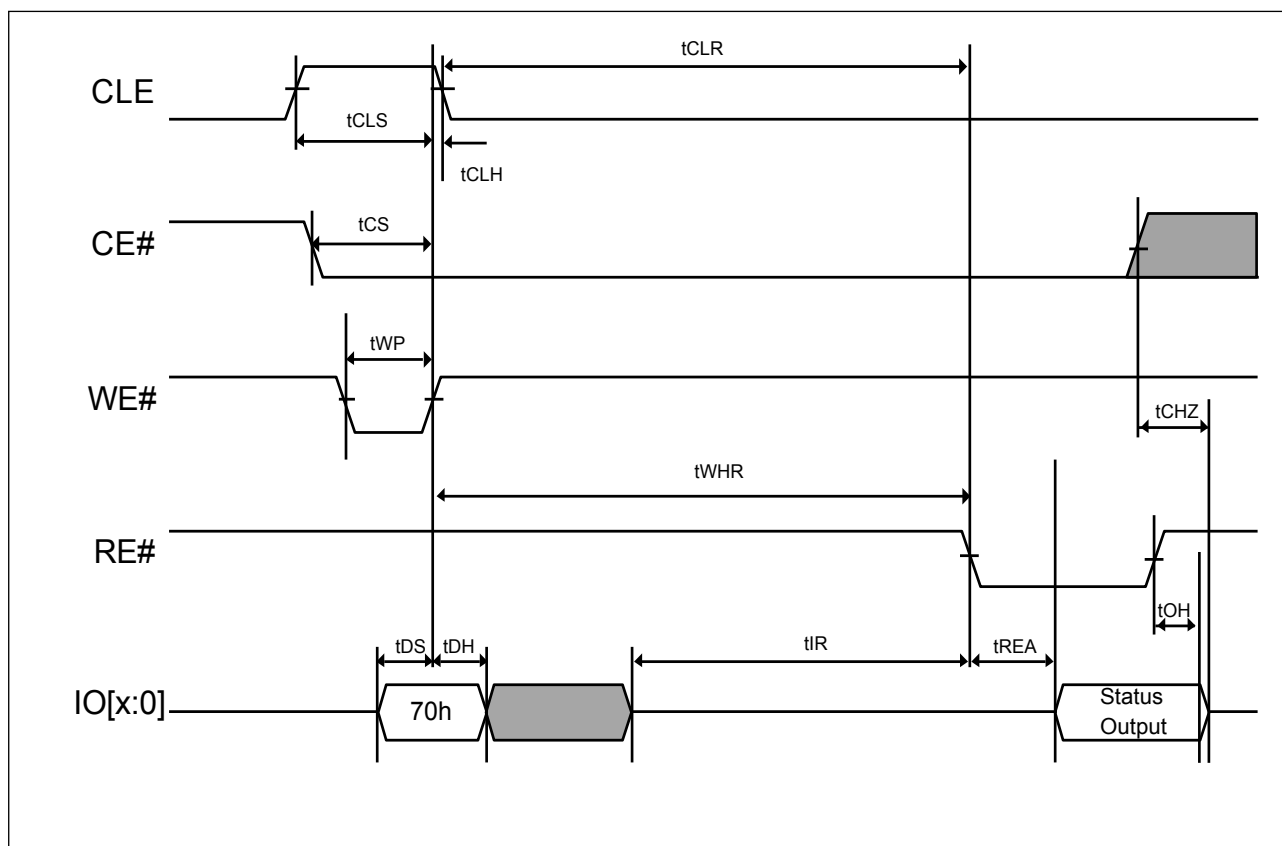 tCLR
CLE
tCLS
tCLH
tCS
CE#
tWP
WE#
tCHZ
tWHR
RE#
tOH
tDS
tDH
tIR
tREA
IO[x:0]
70h
Status
Output